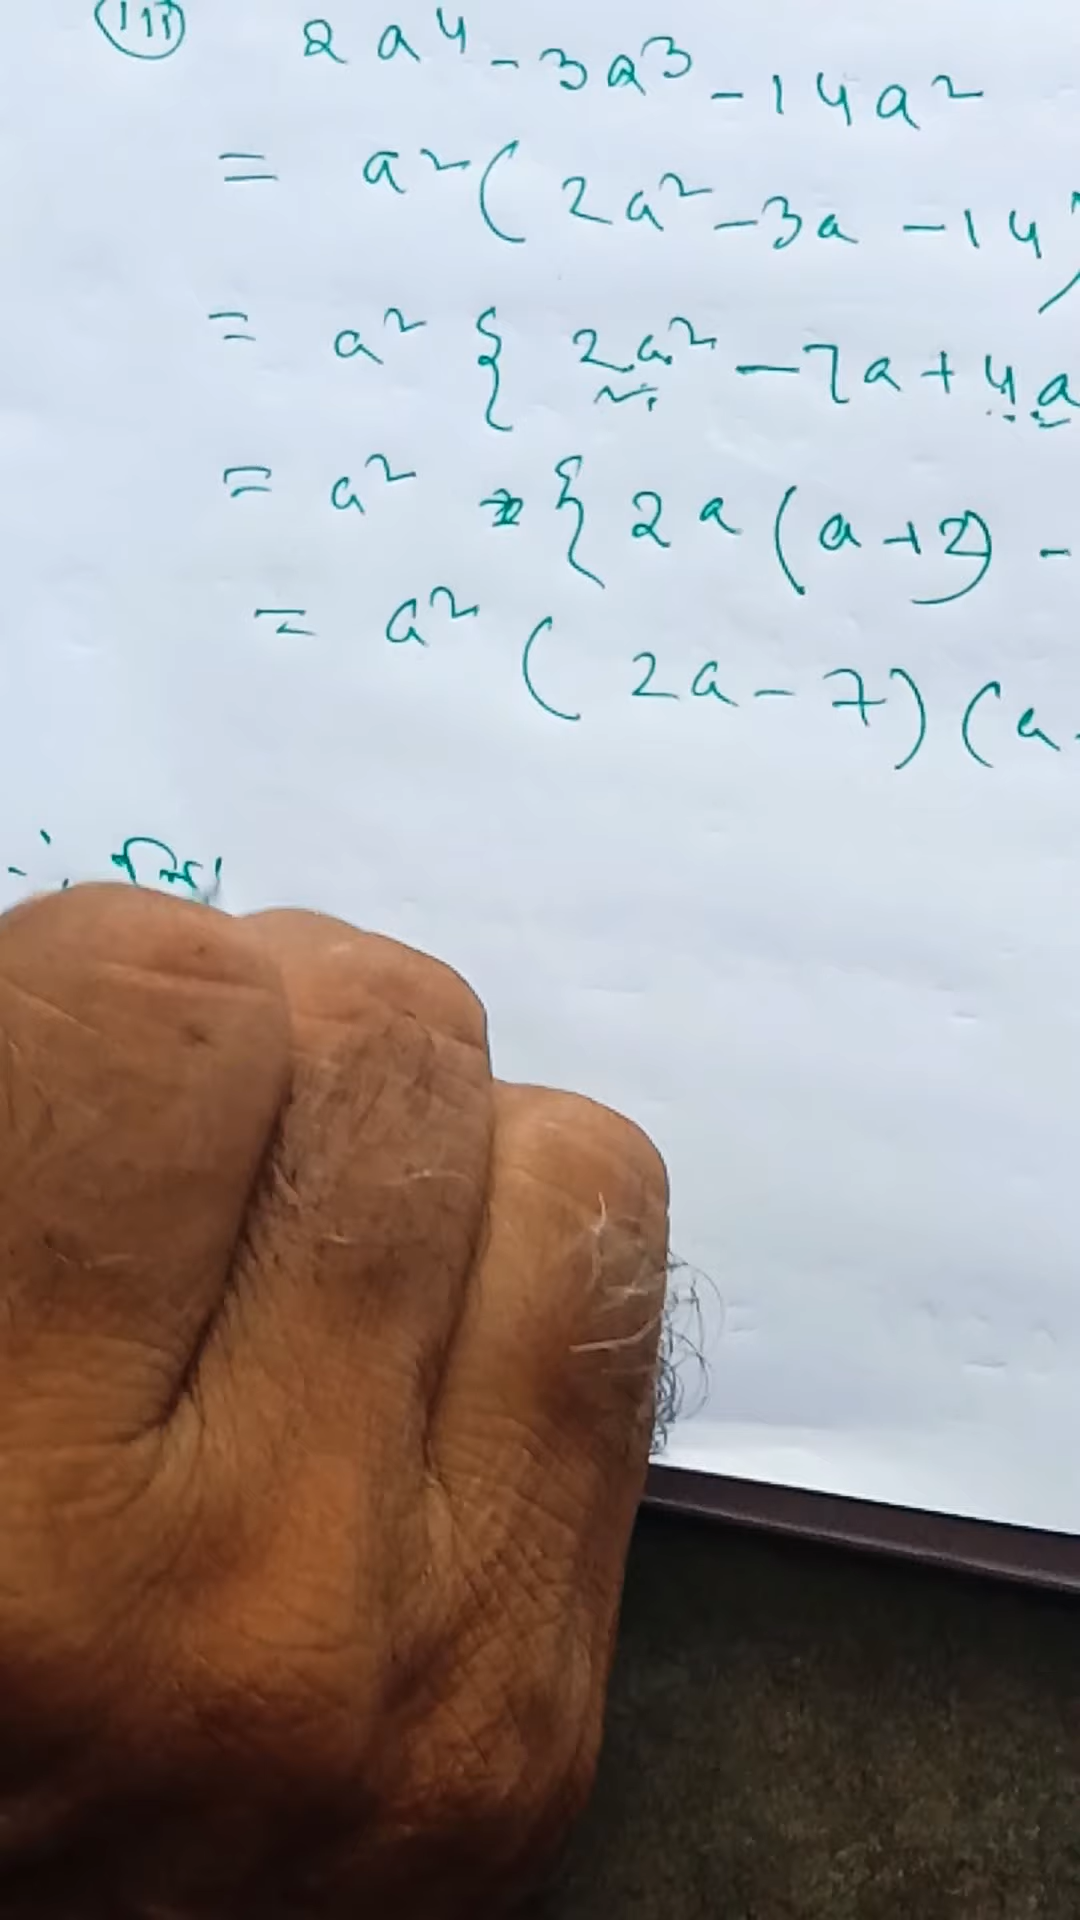 (iii) 2a⁴ - 3a³ - 14a²
= a² ( 2a² - 3a - 14 )
= a² { 2a² - 7a + 4a
= a² { 2a (a+2) -
= a² ( 2a - 7) (a
∴